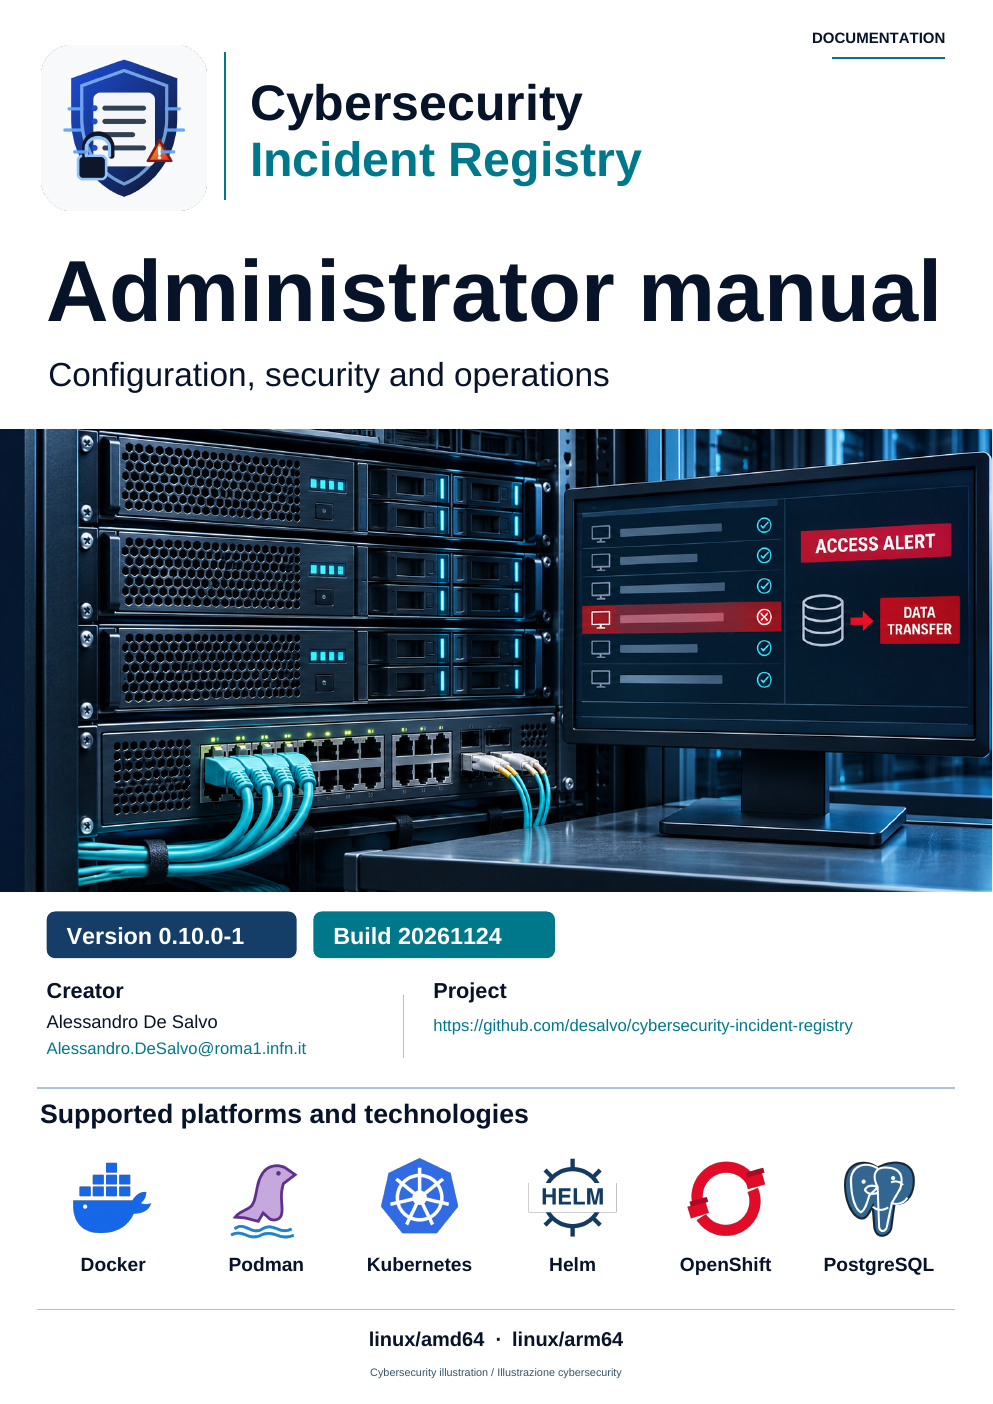 DOCUMENTATION
Cybersecurity
Incident Registry
Administrator manual
Configuration, security and operations
ACCESS ALERT
DATA
TRANSFER
Version 0.10.0-1
Build 20261124
Creator
Alessandro De Salvo
Alessandro.DeSalvo@roma1.infn.it
Project
https://github.com/desalvo/cybersecurity-incident-registry
Supported platforms and technologies
HELM
Docker
Podman
Kubernetes
Helm
OpenShift
PostgreSQL
linux/amd64 · linux/arm64
Cybersecurity illustration / Illustrazione cybersecurity